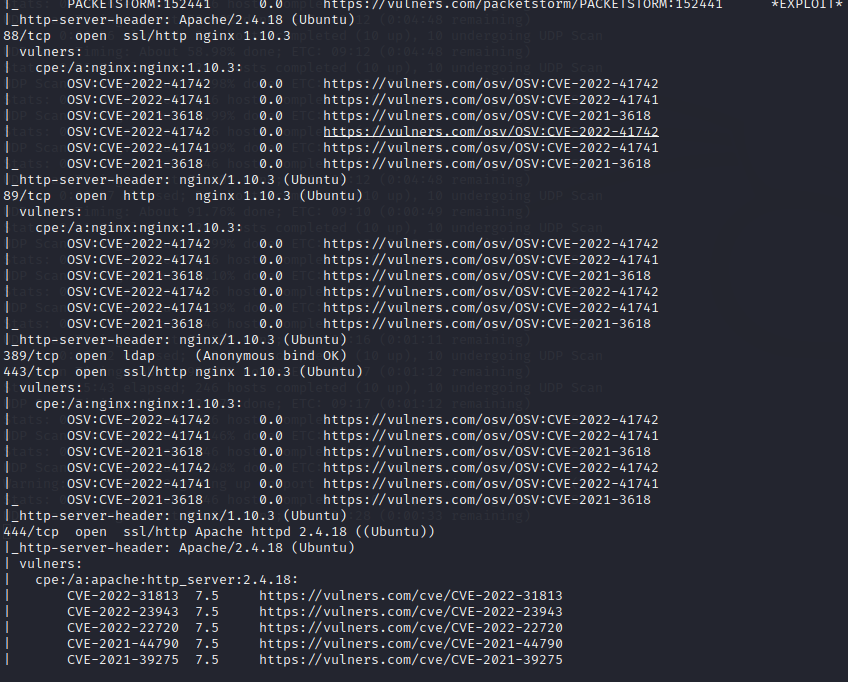 |     PACKETSTORM:152441     0.0     https://vulners.com/packetstorm/PACKETSTORM:152441     *EXPLOIT*
|_http-server-header: Apache/2.4.18 (Ubuntu)
88/tcp  open  ssl/http nginx 1.10.3
| vulners:
|   cpe:/a:nginx:nginx:1.10.3:
|       OSV:CVE-2022-41742      0.0     https://vulners.com/osv/OSV:CVE-2022-41742
|       OSV:CVE-2022-41741      0.0     https://vulners.com/osv/OSV:CVE-2022-41741
|       OSV:CVE-2021-3618       0.0     https://vulners.com/osv/OSV:CVE-2021-3618
|       OSV:CVE-2022-41742      0.0     https://vulners.com/osv/OSV:CVE-2022-41742
|       OSV:CVE-2022-41741      0.0     https://vulners.com/osv/OSV:CVE-2022-41741
|_      OSV:CVE-2021-3618       0.0     https://vulners.com/osv/OSV:CVE-2021-3618
|_http-server-header: nginx/1.10.3 (Ubuntu)
89/tcp  open  http     nginx 1.10.3 (Ubuntu)
| vulners:
|   cpe:/a:nginx:nginx:1.10.3:
|       OSV:CVE-2022-41742      0.0     https://vulners.com/osv/OSV:CVE-2022-41742
|       OSV:CVE-2022-41741      0.0     https://vulners.com/osv/OSV:CVE-2022-41741
|       OSV:CVE-2021-3618       0.0     https://vulners.com/osv/OSV:CVE-2021-3618
|       OSV:CVE-2022-41742      0.0     https://vulners.com/osv/OSV:CVE-2022-41742
|       OSV:CVE-2022-41741      0.0     https://vulners.com/osv/OSV:CVE-2022-41741
|_      OSV:CVE-2021-3618       0.0     https://vulners.com/osv/OSV:CVE-2021-3618
|_http-server-header: nginx/1.10.3 (Ubuntu)
389/tcp  open  ldap     (Anonymous bind OK)
443/tcp  open  ssl/http nginx 1.10.3 (Ubuntu)
| vulners:
|   cpe:/a:nginx:nginx:1.10.3:
|       OSV:CVE-2022-41742      0.0     https://vulners.com/osv/OSV:CVE-2022-41742
|       OSV:CVE-2022-41741      0.0     https://vulners.com/osv/OSV:CVE-2022-41741
|       OSV:CVE-2021-3618       0.0     https://vulners.com/osv/OSV:CVE-2021-3618
|       OSV:CVE-2022-41742      0.0     https://vulners.com/osv/OSV:CVE-2022-41742
|       OSV:CVE-2022-41741      0.0     https://vulners.com/osv/OSV:CVE-2022-41741
|_      OSV:CVE-2021-3618       0.0     https://vulners.com/osv/OSV:CVE-2021-3618
|_http-server-header: nginx/1.10.3 (Ubuntu)
444/tcp  open  ssl/http Apache httpd 2.4.18 ((Ubuntu))
|_http-server-header: Apache/2.4.18 (Ubuntu)
| vulners:
|   cpe:/a:apache:http_server:2.4.18:
|       CVE-2022-31813  7.5     https://vulners.com/cve/CVE-2022-31813
|       CVE-2022-23943  7.5     https://vulners.com/cve/CVE-2022-23943
|       CVE-2022-22720  7.5     https://vulners.com/cve/CVE-2022-22720
|       CVE-2021-44790  7.5     https://vulners.com/cve/CVE-2021-44790
|       CVE-2021-39275  7.5     https://vulners.com/cve/CVE-2021-39275